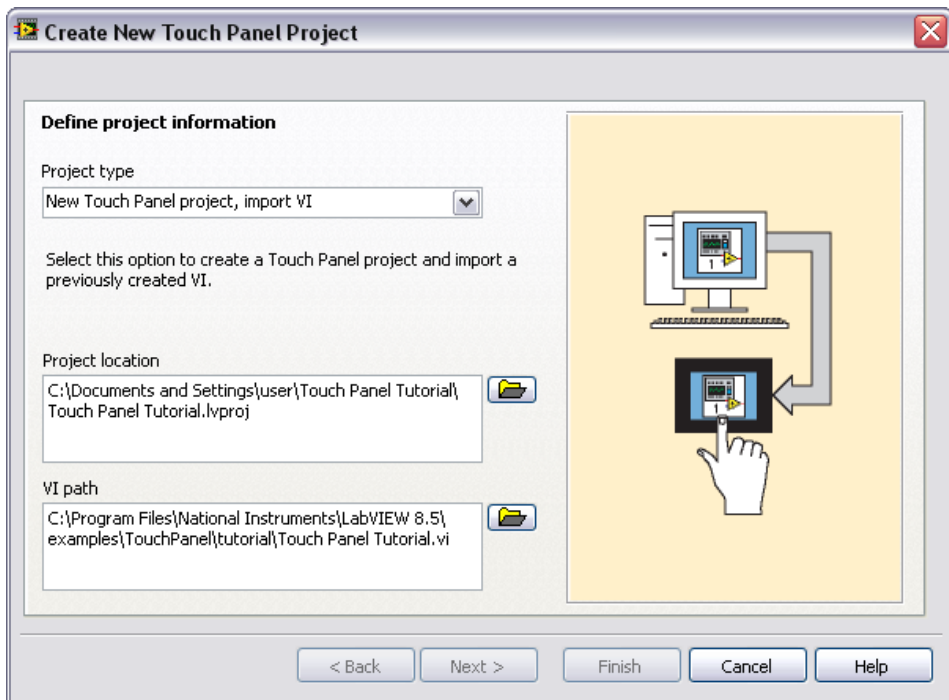 Create New Touch Panel Project
Define project information
Project type
New Touch Panel project, import VI
Select this option to create a Touch Panel project and import a
previously created VI.
Project location
C:\Documents and Settings\user\Touch Panel Tutorial\
Touch Panel Tutorial.lvproj
VI path
C:\Program Files\National Instruments\LabVIEW 8.5\
examples\TouchPanel\tutorial\Touch Panel Tutorial.vi
1
1
< Back
Next >
Finish
Cancel
Help